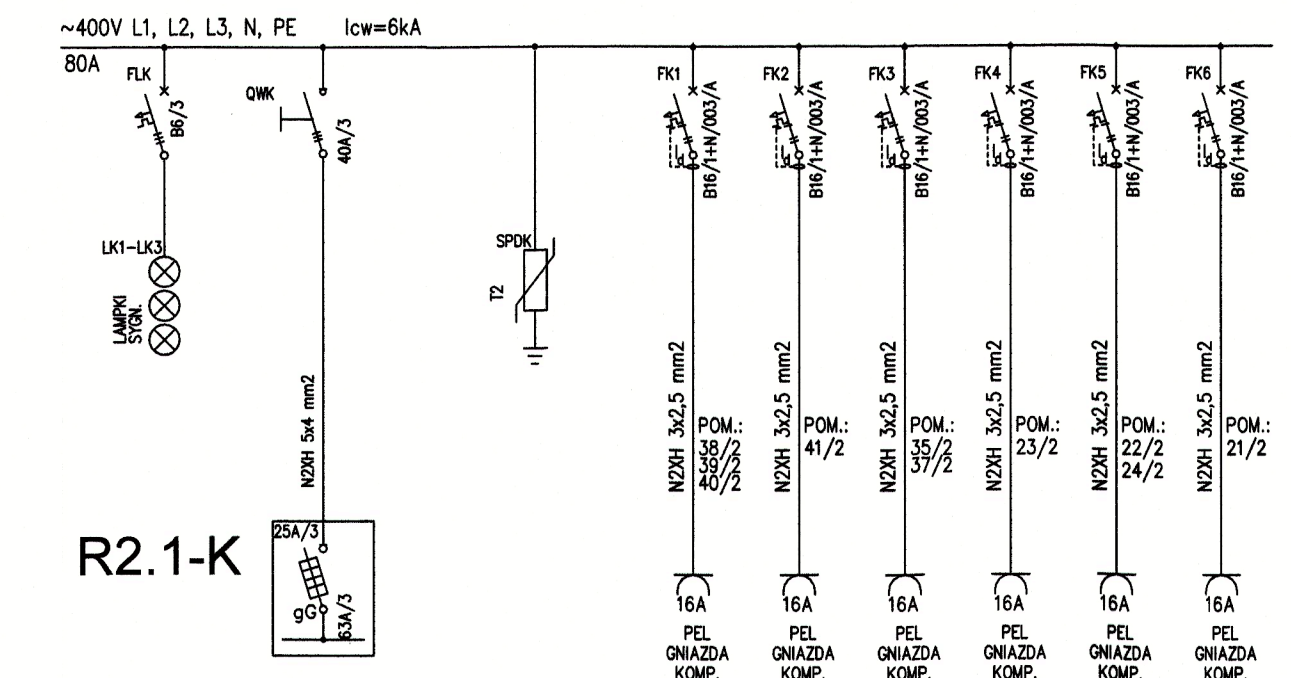 ~400V L1, L2, L3, N, PE Icw=6kA
80A
FLK
B6/3
QWK
40A/3
LK1-LK3
LAMPKI
SYGN.
N2XH 5x4 mm2
R2.1-K
25A/3
gG
63A/3
SPDK
T2
FK1
B16/1+N/003/A
Id
N2XH 3x2,5 mm2
POM.:
38/2
39/2
40/2
16A
PEL
GNIAZDA
KOMP.
FK2
B16/1+N/003/A
Id
N2XH 3x2,5 mm2
POM.:
41/2
16A
PEL
GNIAZDA
KOMP.
FK3
B16/1+N/003/A
Id
N2XH 3x2,5 mm2
POM.:
35/2
37/2
16A
PEL
GNIAZDA
KOMP.
FK4
B16/1+N/003/A
Id
N2XH 3x2,5 mm2
POM.:
23/2
16A
PEL
GNIAZDA
KOMP.
FK5
B16/1+N/003/A
Id
N2XH 3x2,5 mm2
POM.:
22/2
24/2
16A
PEL
GNIAZDA
KOMP.
FK6
B16/1+N/003/A
Id
N2XH 3x2,5 mm2
POM.:
21/2
16A
PEL
GNIAZDA
KOMP.